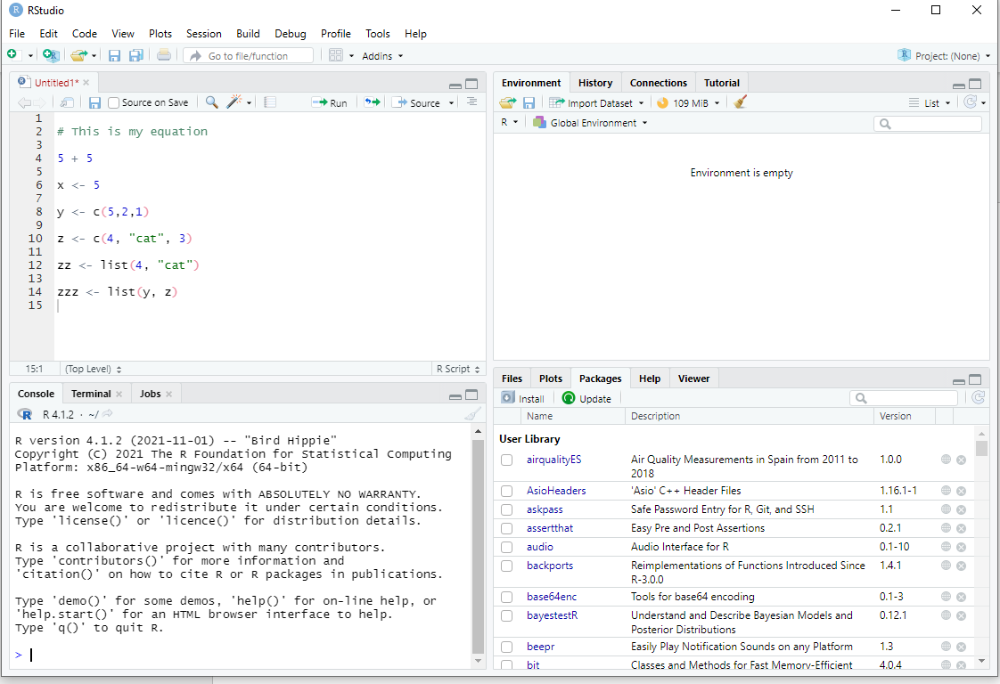 RStudio
File Edit Code View Plots Session Build Debug Profile Tools Help
Go to file/function Addins Project: (None)
Untitled1*
Source on Save Run Source
1
2 # This is my equation
3
4 5 + 5
5
6 x <- 5
7
8 y <- c(5,2,1)
9
10 z <- c(4, "cat", 3)
11
12 zz <- list(4, "cat")
13
14 zzz <- list(y, z)
15
15:1 (Top Level) R Script
Console Terminal Jobs
R 4.1.2 · ~/
R version 4.1.2 (2021-11-01) -- "Bird Hippie"
Copyright (C) 2021 The R Foundation for Statistical Computing
Platform: x86_64-w64-mingw32/x64 (64-bit)
R is free software and comes with ABSOLUTELY NO WARRANTY.
You are welcome to redistribute it under certain conditions.
Type 'license()' or 'licence()' for distribution details.
R is a collaborative project with many contributors.
Type 'contributors()' for more information and
'citation()' on how to cite R or R packages in publications.
Type 'demo()' for some demos, 'help()' for on-line help, or
'help.start()' for an HTML browser interface to help.
Type 'q()' to quit R.
>
Environment History Connections Tutorial
Import Dataset 109 MiB List
R Global Environment
Environment is empty
Files Plots Packages Help Viewer
Install Update
Name Description Version
User Library
airqualityES Air Quality Measurements in Spain from 2011 to 1.0.0
2018
AsioHeaders 'Asio' C++ Header Files 1.16.1-1
askpass Safe Password Entry for R, Git, and SSH 1.1
assertthat Easy Pre and Post Assertions 0.2.1
audio Audio Interface for R 0.1-10
backports Reimplementations of Functions Introduced Since 1.4.1
R-3.0.0
base64enc Tools for base64 encoding 0.1-3
bayestestR Understand and Describe Bayesian Models and 0.12.1
Posterior Distributions
beepr Easily Play Notification Sounds on any Platform 1.3
bit Classes and Methods for Fast Memory-Efficient 4.0.4